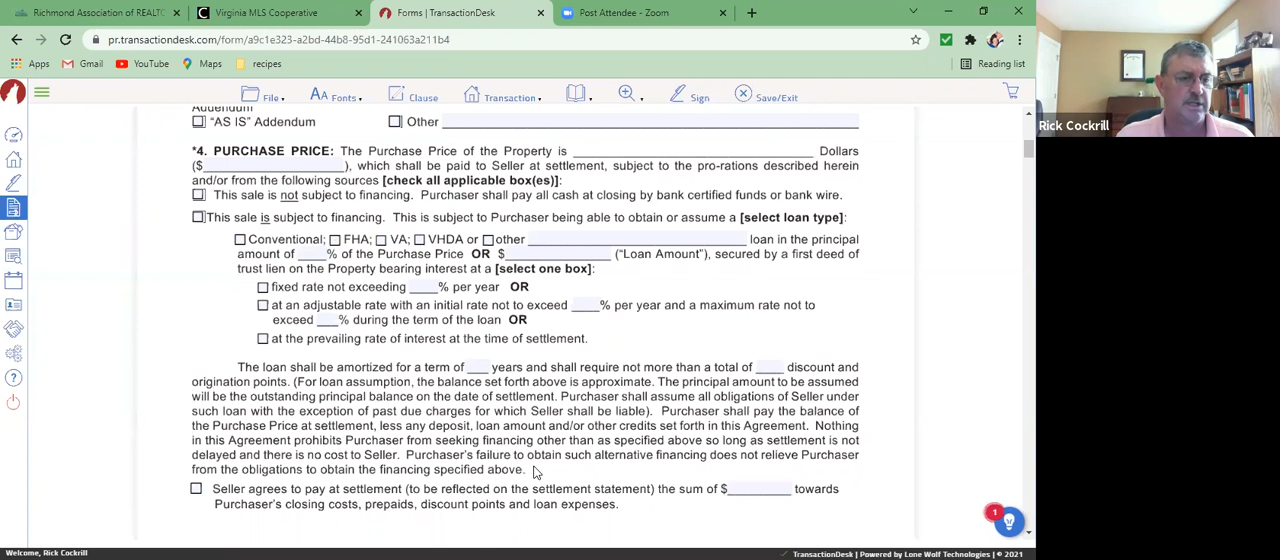 Richmond Association of REALTO
Virginia MLS Cooperative
Forms | TransactionDesk
Post Attendee - Zoom
pr.transactiondesk.com/form/a9c1e323-a2bd-44b8-95d1-241063a211b4
Apps Gmail YouTube Maps recipes Reading list
File Fonts Clause Transaction Sign Save/Exit
Rick Cockrill
Addendum
"AS IS" Addendum Other
*4. PURCHASE PRICE: The Purchase Price of the Property is Dollars
($ ), which shall be paid to Seller at settlement, subject to the pro-rations described herein
and/or from the following sources [check all applicable box(es)]:
This sale is not subject to financing. Purchaser shall pay all cash at closing by bank certified funds or bank wire.
This sale is subject to financing. This is subject to Purchaser being able to obtain or assume a [select loan type]:
Conventional; FHA; VA; VHDA or other loan in the principal
amount of ____% of the Purchase Price OR $ ("Loan Amount"), secured by a first deed of
trust lien on the Property bearing interest at a [select one box]:
fixed rate not exceeding ____% per year OR
at an adjustable rate with an initial rate not to exceed ____% per year and a maximum rate not to
exceed ___% during the term of the loan OR
at the prevailing rate of interest at the time of settlement.
The loan shall be amortized for a term of ___ years and shall require not more than a total of ____ discount and
origination points. (For loan assumption, the balance set forth above is approximate. The principal amount to be assumed
will be the outstanding principal balance on the date of settlement. Purchaser shall assume all obligations of Seller under
such loan with the exception of past due charges for which Seller shall be liable). Purchaser shall pay the balance of
the Purchase Price at settlement, less any deposit, loan amount and/or other credits set forth in this Agreement. Nothing
in this Agreement prohibits Purchaser from seeking financing other than as specified above so long as settlement is not
delayed and there is no cost to Seller. Purchaser's failure to obtain such alternative financing does not relieve Purchaser
from the obligations to obtain the financing specified above.
Seller agrees to pay at settlement (to be reflected on the settlement statement) the sum of $ towards
Purchaser's closing costs, prepaids, discount points and loan expenses.
1
Welcome, Rick Cockrill
TransactionDesk | Powered by Lone Wolf Technologies | © 2021